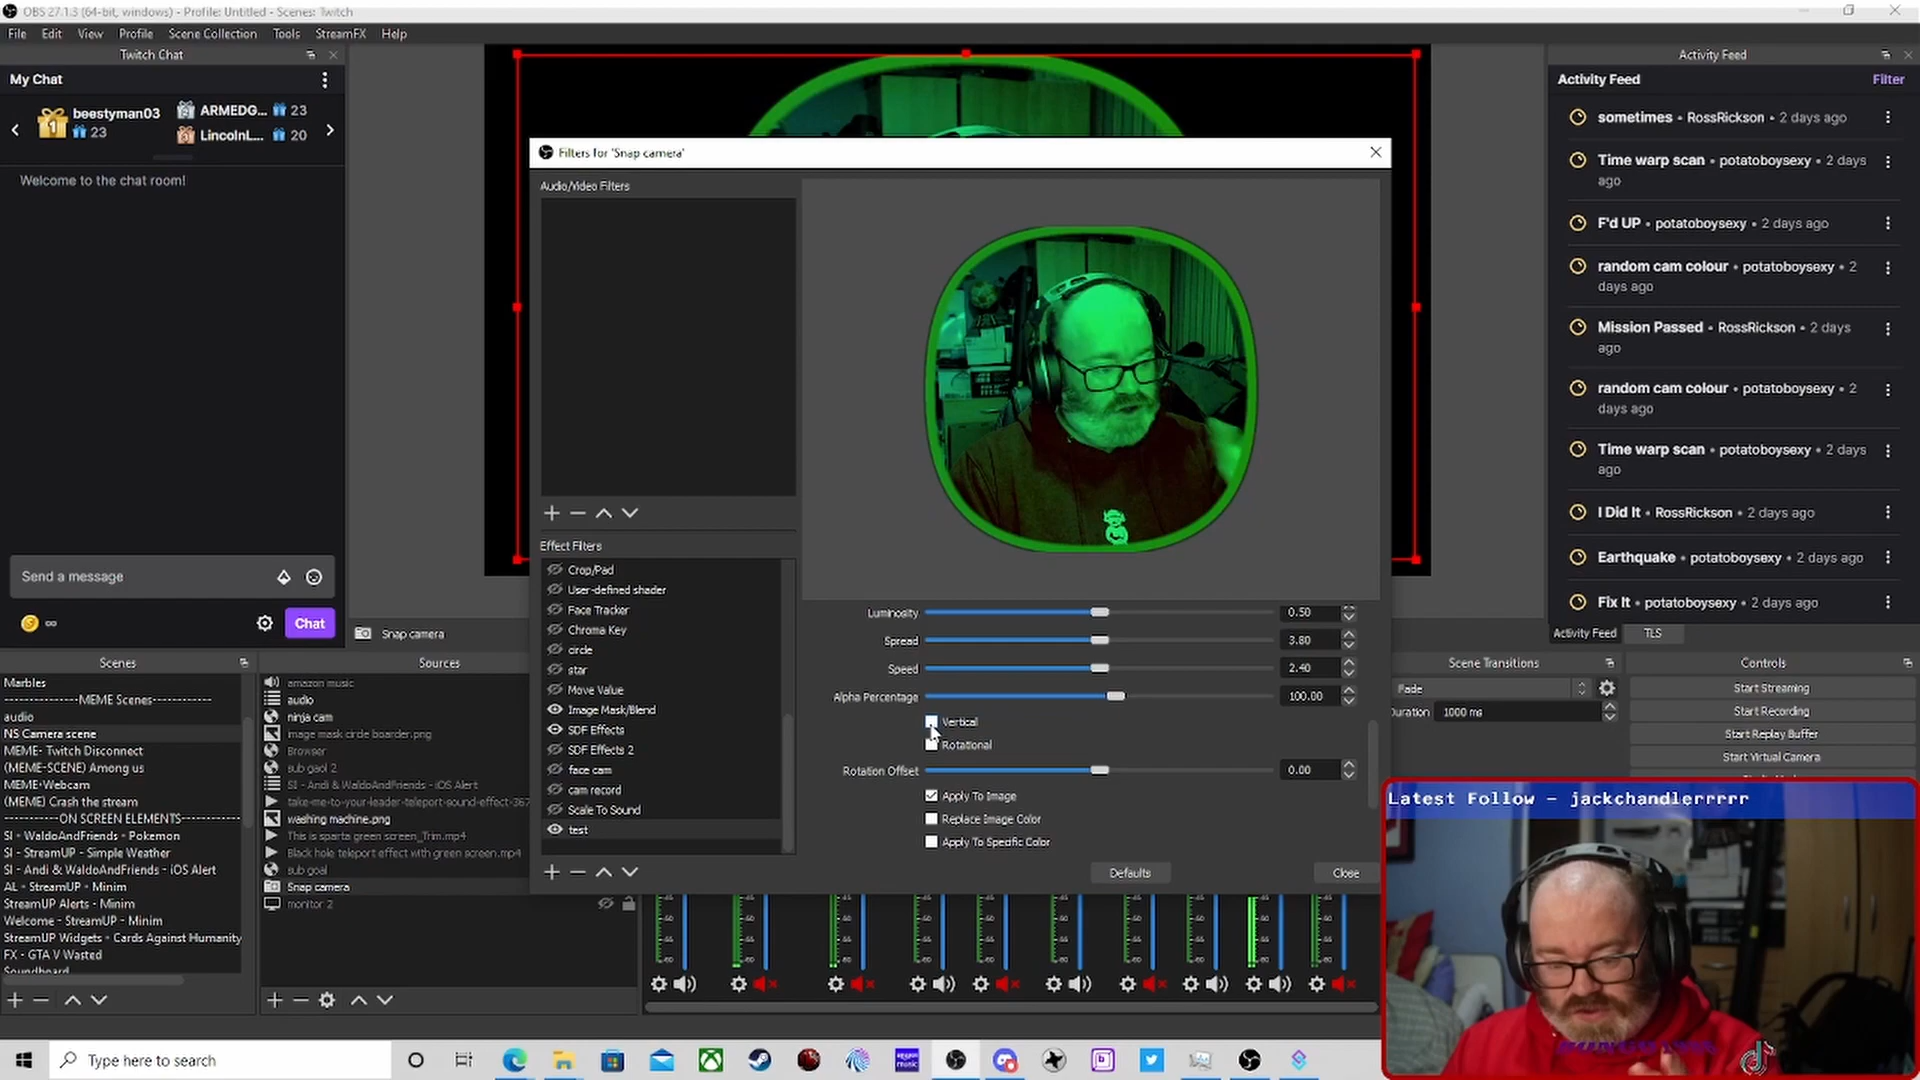 OBS 27.1.3 (64-bit, windows) - Profile: Untitled - Scenes: Twitch
File Edit View Profile Scene Collection Tools StreamFX Help
Twitch Chat
My Chat
beestyman03
23
ARMEDG... 23
LincolnL... 20
Welcome to the chat room!
Send a message
∞
Chat
Snap camera
Scenes
Marbles
------------MEME Scenes------------
audio
NS Camera scene
MEME- Twitch Disconnect
(MEME-SCENE) Among us
MEME-Webcam
(MEME) Crash the stream
-------ON SCREEN ELEMENTS-------
SI • WaldoAndFriends • Pokemon
SI - StreamUP - Simple Weather
SI - Andi & WaldoAndFriends - iOS Alert
AL • StreamUP • Minim
StreamUP Alerts - Minim
Welcome - StreamUP - Minim
StreamUP Widgets • Cards Against Humanity
FX - GTA V Wasted
Soundboard
Sources
amazon music
audio
ninja cam
image mask circle boarder.png
Browser
sub gaol 2
SI - Andi & WaldoAndFriends - iOS Alert
take-me-to-your-leader-teleport-sound-effect-367
washing machine.png
This is sparta green screen_Trim.mp4
Black hole teleport effect with green screen.mp4
sub goal
Snap camera
monitor 2
Filters for 'Snap camera'
Audio/Video Filters
Effect Filters
Crop/Pad
User-defined shader
Face Tracker
Chroma Key
circle
star
Move Value
Image Mask/Blend
SDF Effects
SDF Effects 2
face cam
cam record
Scale To Sound
test
Luminosity 0.50
Spread 3.80
Speed 2.40
Alpha Percentage 100.00
Vertical
Rotational
Rotation Offset 0.00
Apply To Image
Replace Image Color
Apply To Specific Color
Defaults
Close
Activity Feed
Activity Feed Filter
sometimes • RossRickson • 2 days ago
Time warp scan • potatoboysexy • 2 days
ago
F'd UP • potatoboysexy • 2 days ago
random cam colour • potatoboysexy • 2
days ago
Mission Passed • RossRickson • 2 days
ago
random cam colour • potatoboysexy • 2
days ago
Time warp scan • potatoboysexy • 2 days
ago
I Did It • RossRickson • 2 days ago
Earthquake • potatoboysexy • 2 days ago
Fix It • potatoboysexy • 2 days ago
Activity Feed TLS
Scene Transitions
Fade
Duration 1000 ms
Controls
Start Streaming
Start Recording
Start Replay Buffer
Start Virtual Camera
Latest Follow - jackchandlerrrrr
Type here to search